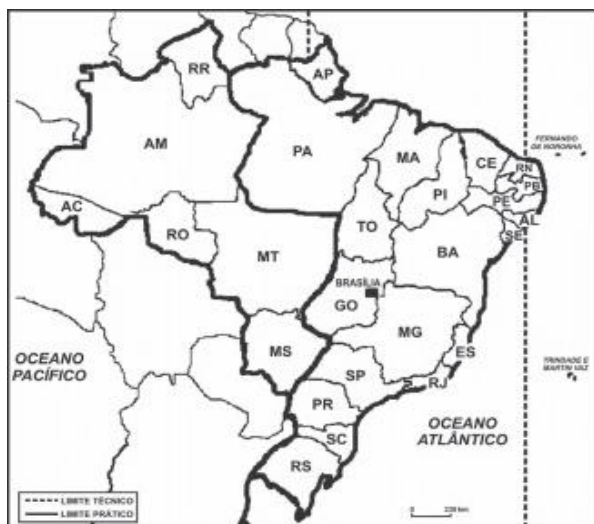 RR
AP
AM
PA
MA
CE
FERNANDO
DE NORONHA
RN
PB
PI
PE
AL
SE
AC
RO
TO
MT
BA
BRASÍLIA
GO
MG
MS
ES
SP
RJ
OCEANO
PACÍFICO
TRINDADE E
MARTIN VAZ
PR
SC
OCEANO
ATLÂNTICO
RS
LIMITE TÉCNICO
LIMITE PRÁTICO